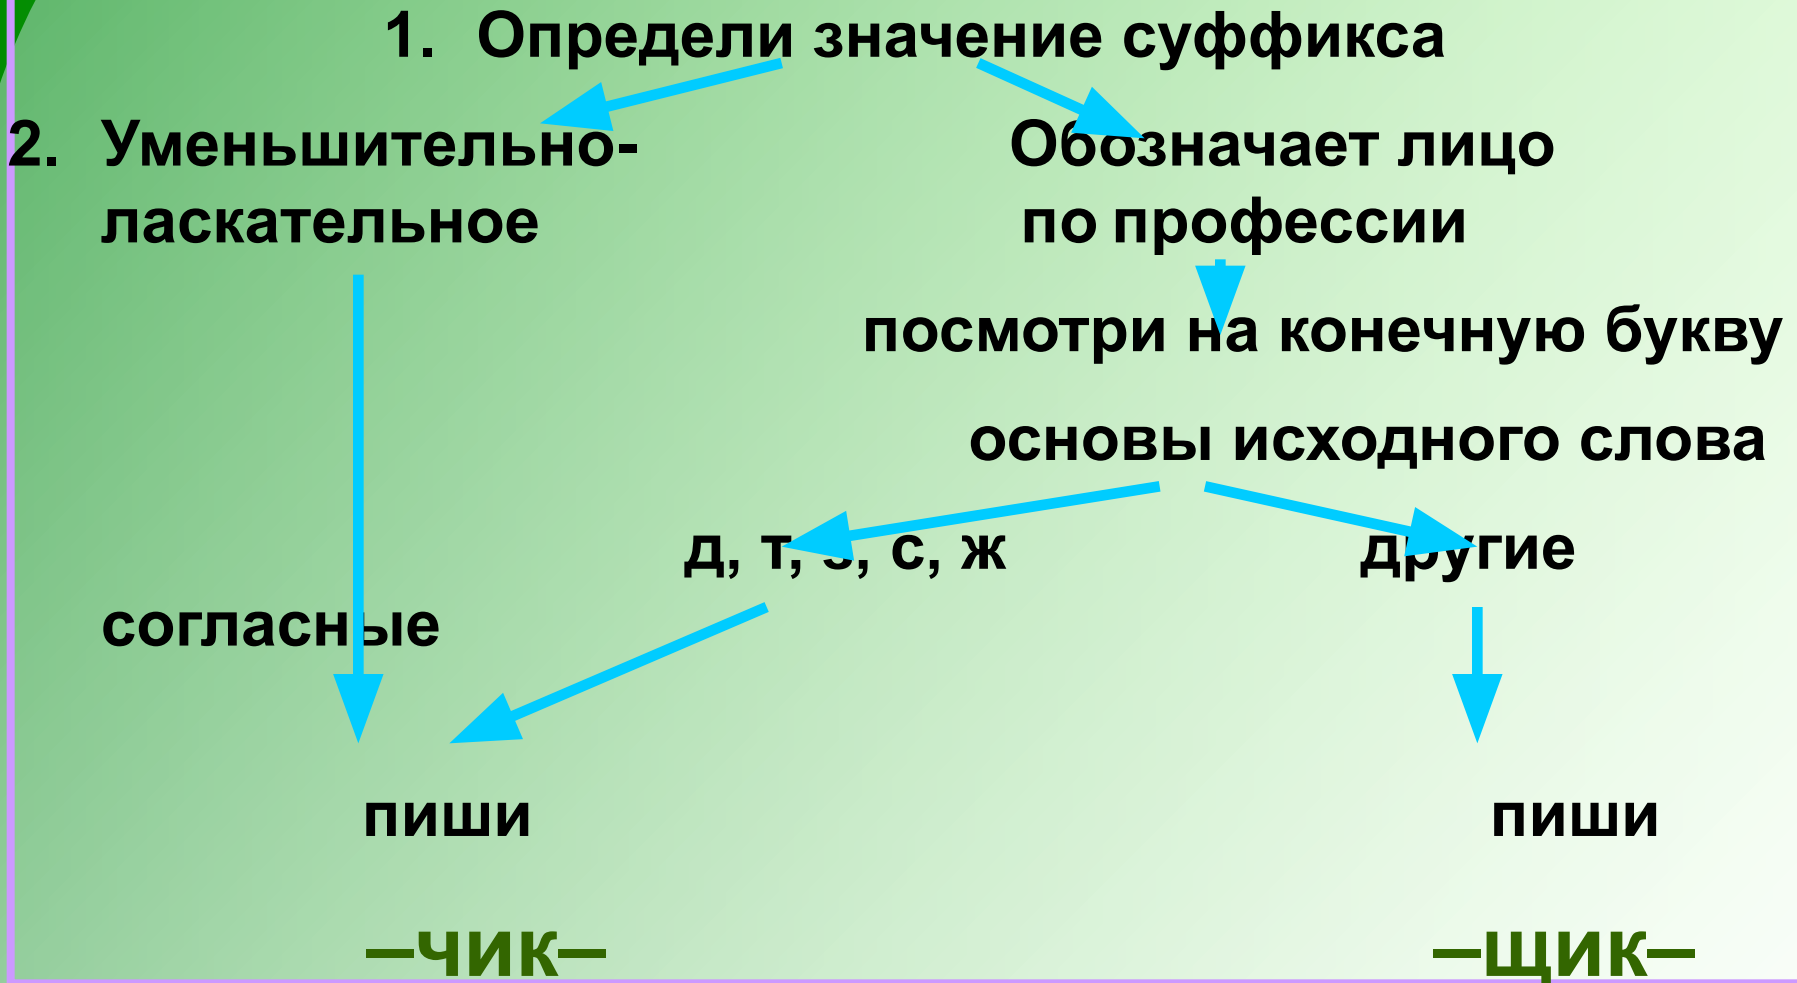 1. Определи значение суффикса
2. Уменьшительно- Обозначает лицо
ласкательное по профессии
посмотри на конечную букву
основы исходного слова
д, т, з, с, ж другие
согласные
пиши пиши
–чик– –щик–